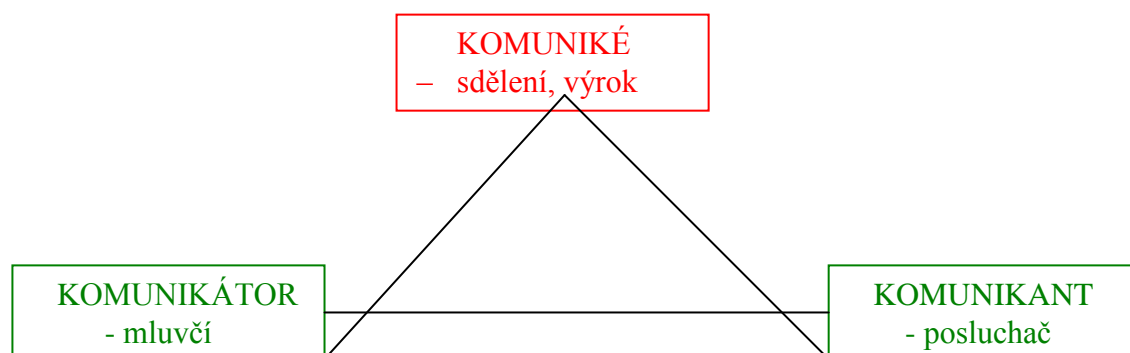 KOMUNIKÉ
– sdělení, výrok
KOMUNIKÁTOR
- mluvčí
KOMUNIKANT
- posluchač